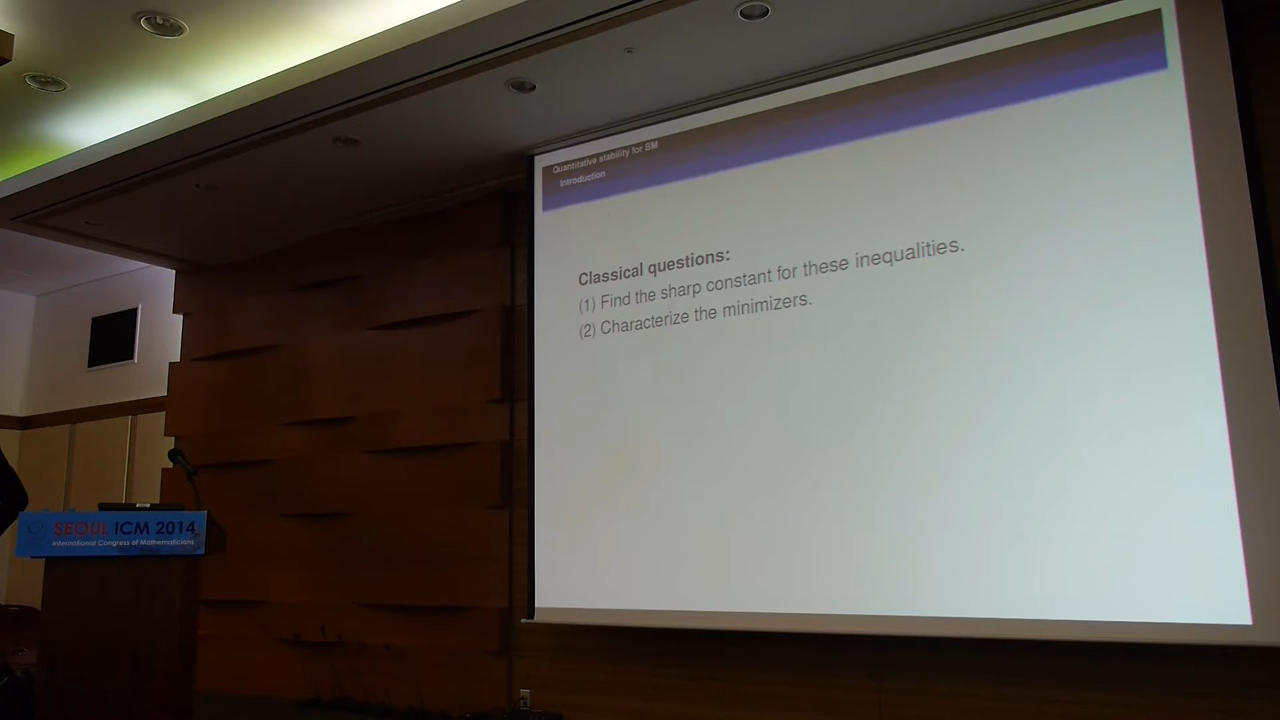 Quantitative stability for BM
Introduction
Classical questions:
(1) Find the sharp constant for these inequalities.
(2) Characterize the minimizers.
SEOUL ICM 2014
International Congress of Mathematicians